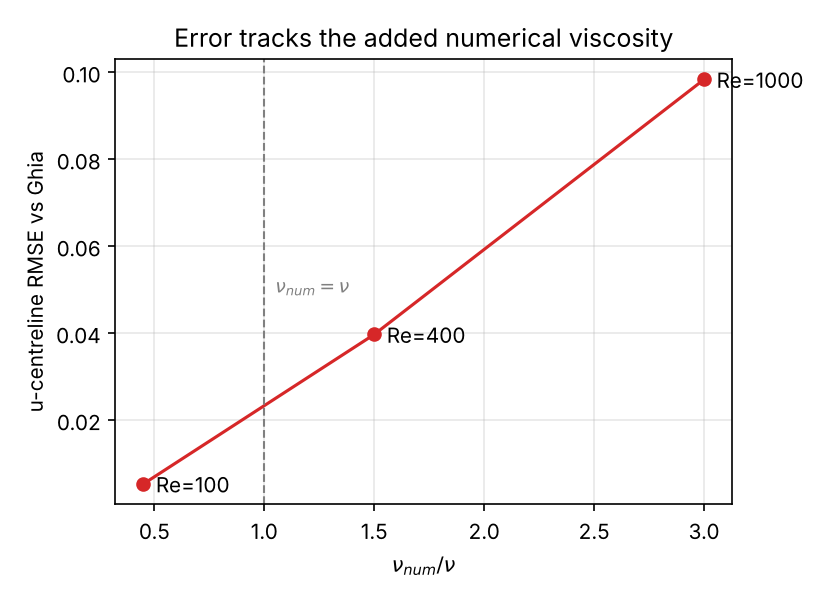 Error tracks the added numerical viscosity
u-centreline RMSE vs Ghia
0.10
0.08
0.06
0.04
0.02
Re=1000
ν_num = ν
Re=400
Re=100
0.5 1.0 1.5 2.0 2.5 3.0
ν_num/ν